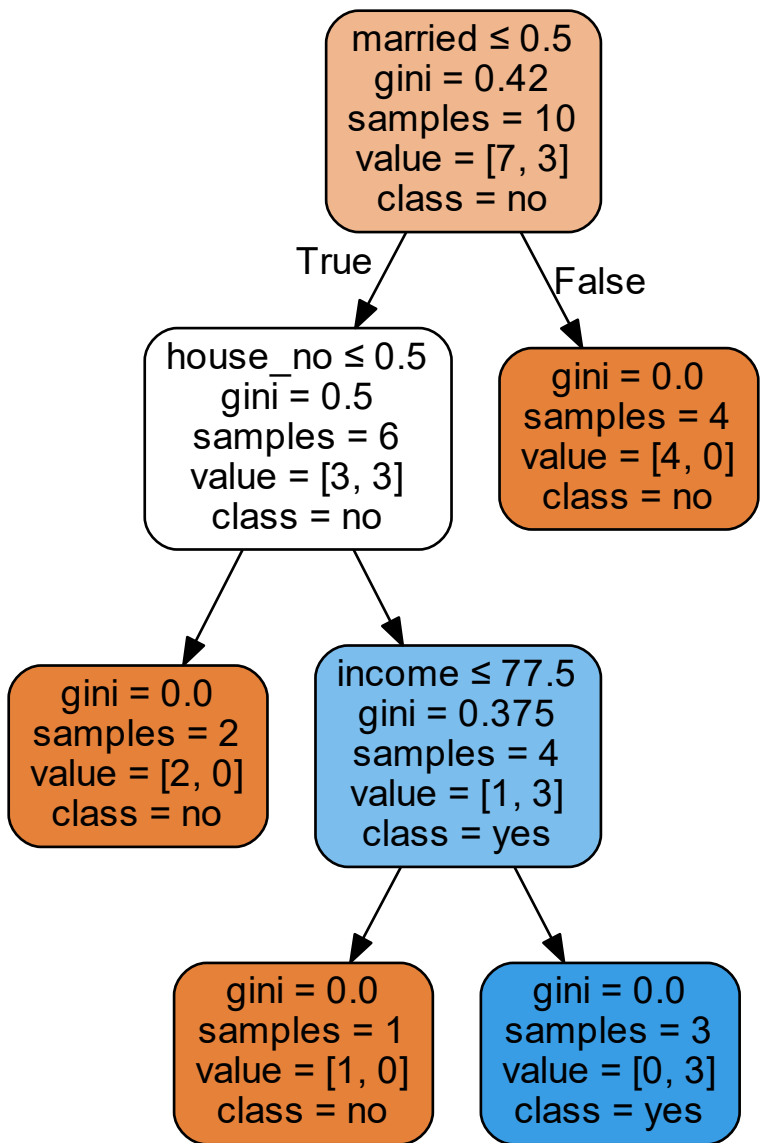 married ≤ 0.5
gini = 0.42
samples = 10
value = [7, 3]
class = no
True
False
house_no ≤ 0.5
gini = 0.5
samples = 6
value = [3, 3]
class = no
gini = 0.0
samples = 4
value = [4, 0]
class = no
gini = 0.0
samples = 2
value = [2, 0]
class = no
income ≤ 77.5
gini = 0.375
samples = 4
value = [1, 3]
class = yes
gini = 0.0
samples = 1
value = [1, 0]
class = no
gini = 0.0
samples = 3
value = [0, 3]
class = yes